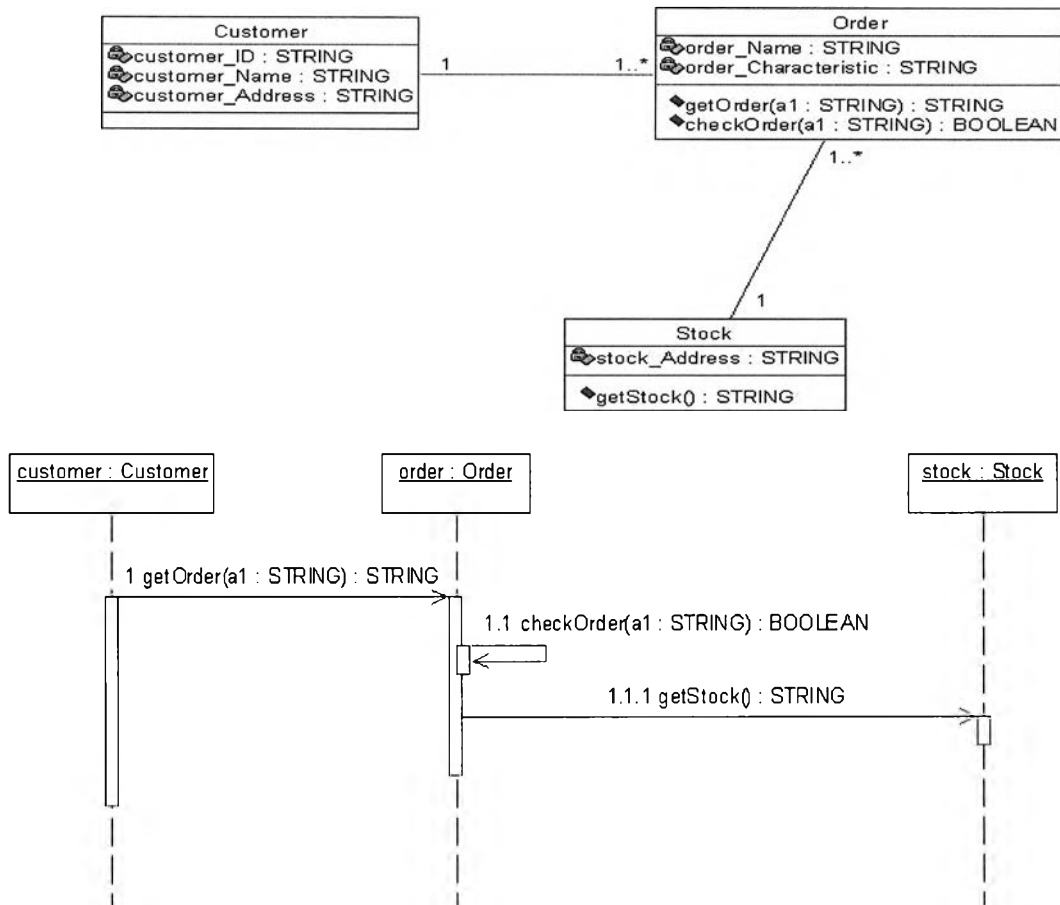 Customer
customer_ID : STRING
customer_Name : STRING
customer_Address : STRING
1
1..*
Order
order_Name : STRING
order_Characteristic : STRING
getOrder(a1 : STRING) : STRING
checkOrder(a1 : STRING) : BOOLEAN
1..*
1
Stock
stock_Address : STRING
getStock() : STRING
customer : Customer
order : Order
stock : Stock
1 getOrder(a1 : STRING) : STRING
1.1 checkOrder(a1 : STRING) : BOOLEAN
1.1.1 getStock() : STRING